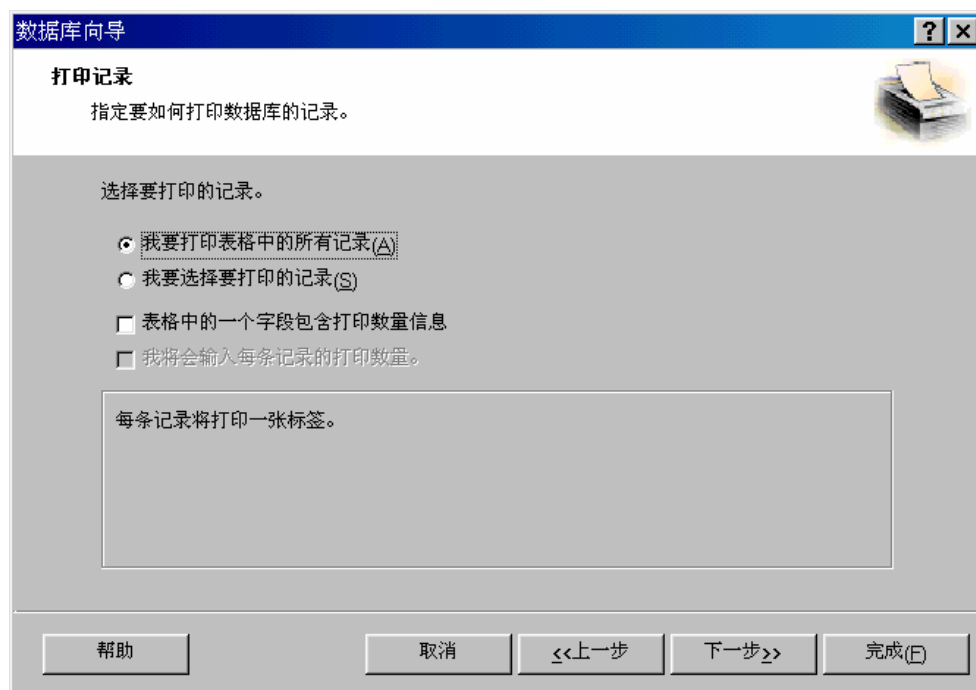 数据库向导
打印记录
指定要如何打印数据库的记录。
选择要打印的记录。
我要打印表格中的所有记录(A)
我要选择要打印的记录(S)
表格中的一个字段包含打印数量信息
我将会输入每条记录的打印数量。
每条记录将打印一张标签。
帮助 取消 <<上一步 下一步>> 完成(F)